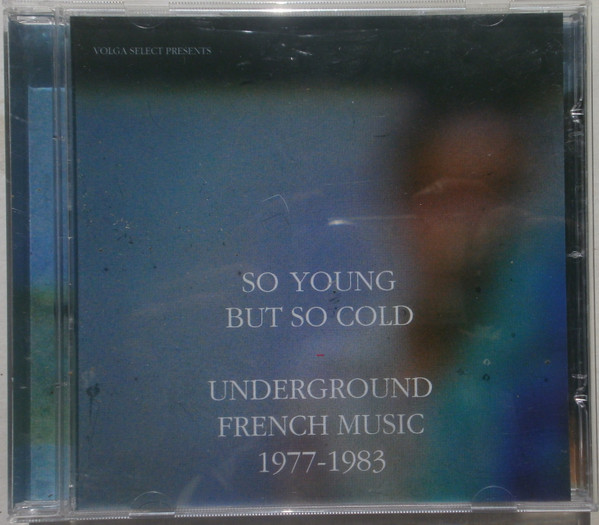 VOLGA SELECT PRESENTS
SO YOUNG
BUT SO COLD
UNDERGROUND
FRENCH MUSIC
1977-1983